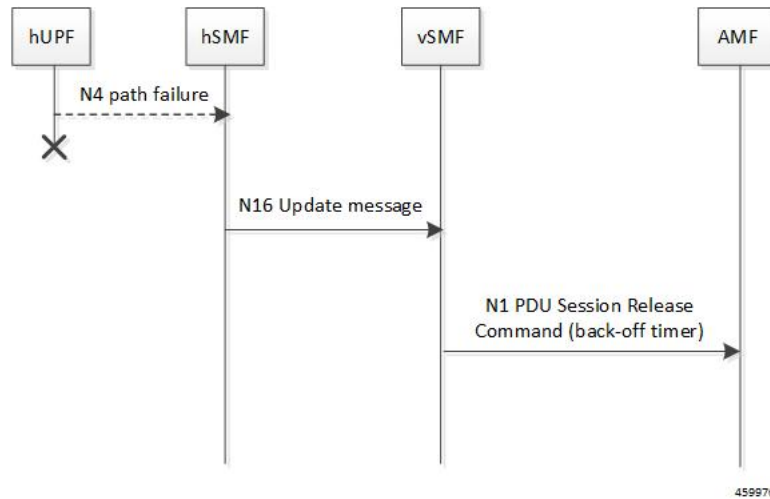 hUPF
hSMF
vSMF
AMF
N4 path failure
N16 Update message
N1 PDU Session Release
Command (back-off timer)